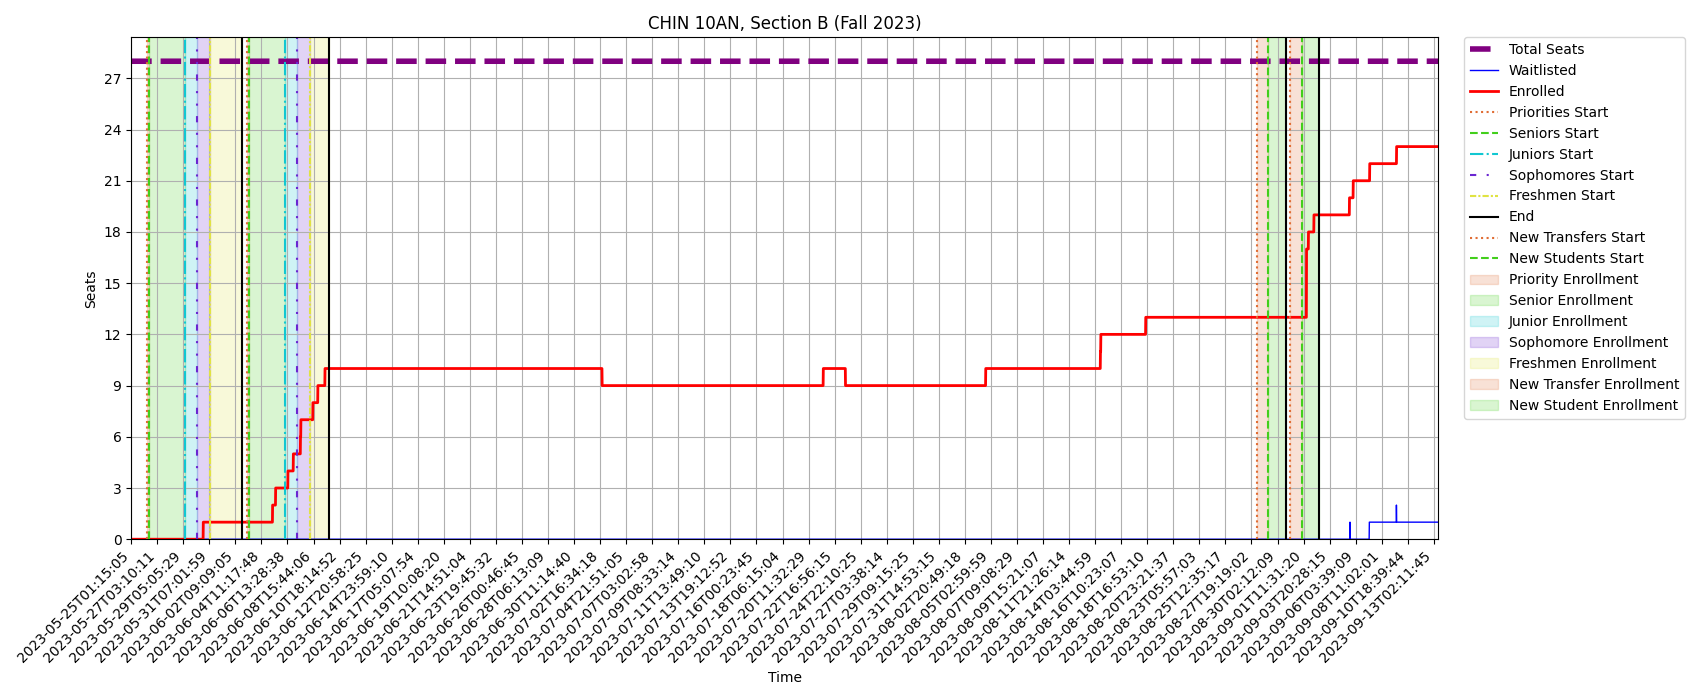 CHIN 10AN, Section B (Fall 2023)
Seats
27
24
21
18
15
12
9
6
3
0
2023-05-25T01:15:05
2023-05-27T03:10:11
2023-05-29T05:05:29
2023-05-31T07:01:59
2023-06-02T09:09:05
2023-06-04T11:17:48
2023-06-06T13:28:38
2023-06-08T15:44:06
2023-06-10T18:14:52
2023-06-12T20:58:25
2023-06-14T23:59:10
2023-06-17T05:07:54
2023-06-19T10:08:20
2023-06-21T14:51:04
2023-06-23T19:45:32
2023-06-26T00:46:45
2023-06-28T06:13:09
2023-06-30T11:14:40
2023-07-02T16:34:18
2023-07-04T21:51:05
2023-07-07T03:02:58
2023-07-09T08:33:14
2023-07-11T13:49:10
2023-07-13T19:12:52
2023-07-16T00:23:45
2023-07-18T06:15:04
2023-07-20T11:32:29
2023-07-22T16:56:15
2023-07-24T22:10:25
2023-07-27T03:38:14
2023-07-29T09:15:25
2023-07-31T14:53:15
2023-08-02T20:49:18
2023-08-05T02:59:59
2023-08-07T09:08:29
2023-08-09T15:21:07
2023-08-11T21:26:14
2023-08-14T03:44:59
2023-08-16T10:23:07
2023-08-18T16:53:10
2023-08-20T23:21:37
2023-08-23T05:57:03
2023-08-25T12:35:17
2023-08-27T19:19:02
2023-08-30T02:12:09
2023-09-01T11:31:20
2023-09-03T20:28:15
2023-09-06T03:39:09
2023-09-08T11:02:01
2023-09-10T18:39:44
2023-09-13T02:11:45
Time
Total Seats
Waitlisted
Enrolled
Priorities Start
Seniors Start
Juniors Start
Sophomores Start
Freshmen Start
End
New Transfers Start
New Students Start
Priority Enrollment
Senior Enrollment
Junior Enrollment
Sophomore Enrollment
Freshmen Enrollment
New Transfer Enrollment
New Student Enrollment